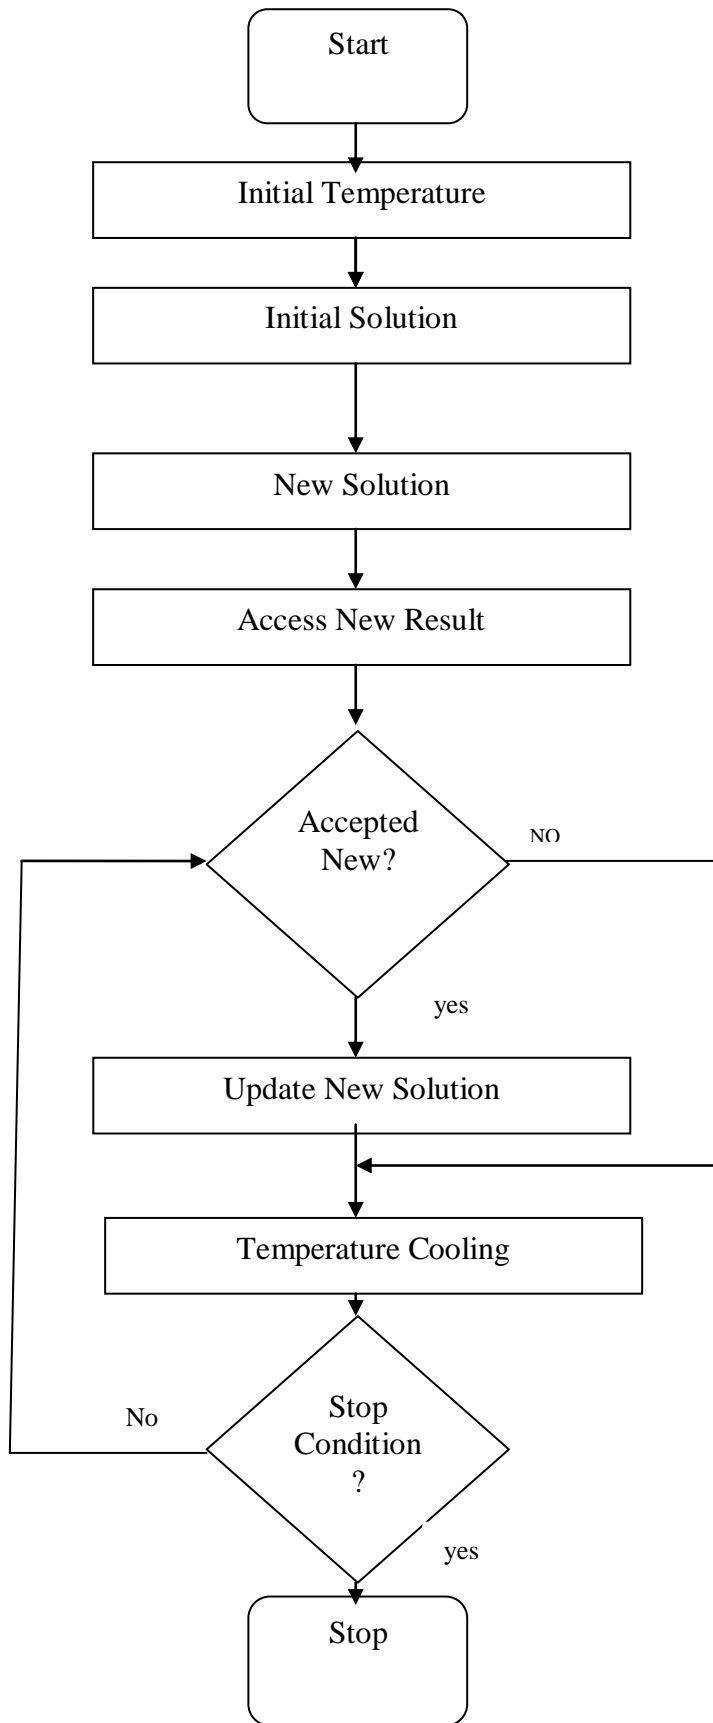 Start
Initial Temperature
Initial Solution
New Solution
Access New Result
Accepted
New?
NO
yes
Update New Solution
Temperature Cooling
No
Stop
Condition
?
yes
Stop